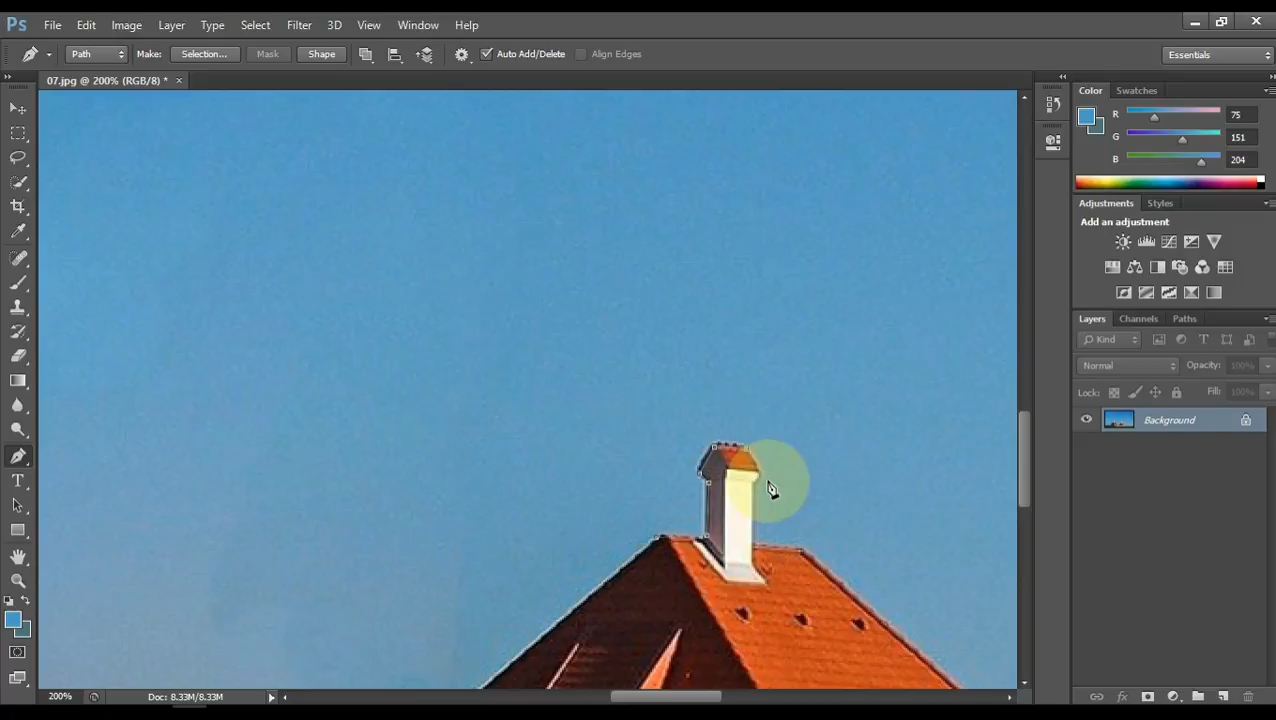 Ps File Edit Image Layer Type Select Filter 3D View Window Help
Path Make: Selection... Mask Shape Auto Add/Delete Align Edges Essentials
07.jpg @ 200% (RGB/8) * ×
Color Swatches
R 75
G 151
B 204
Adjustments Styles
Add an adjustment
Layers Channels Paths
Kind
Normal Opacity: 100%
Lock: Fill: 100%
Background
200% Doc: 8.33M/8.33M